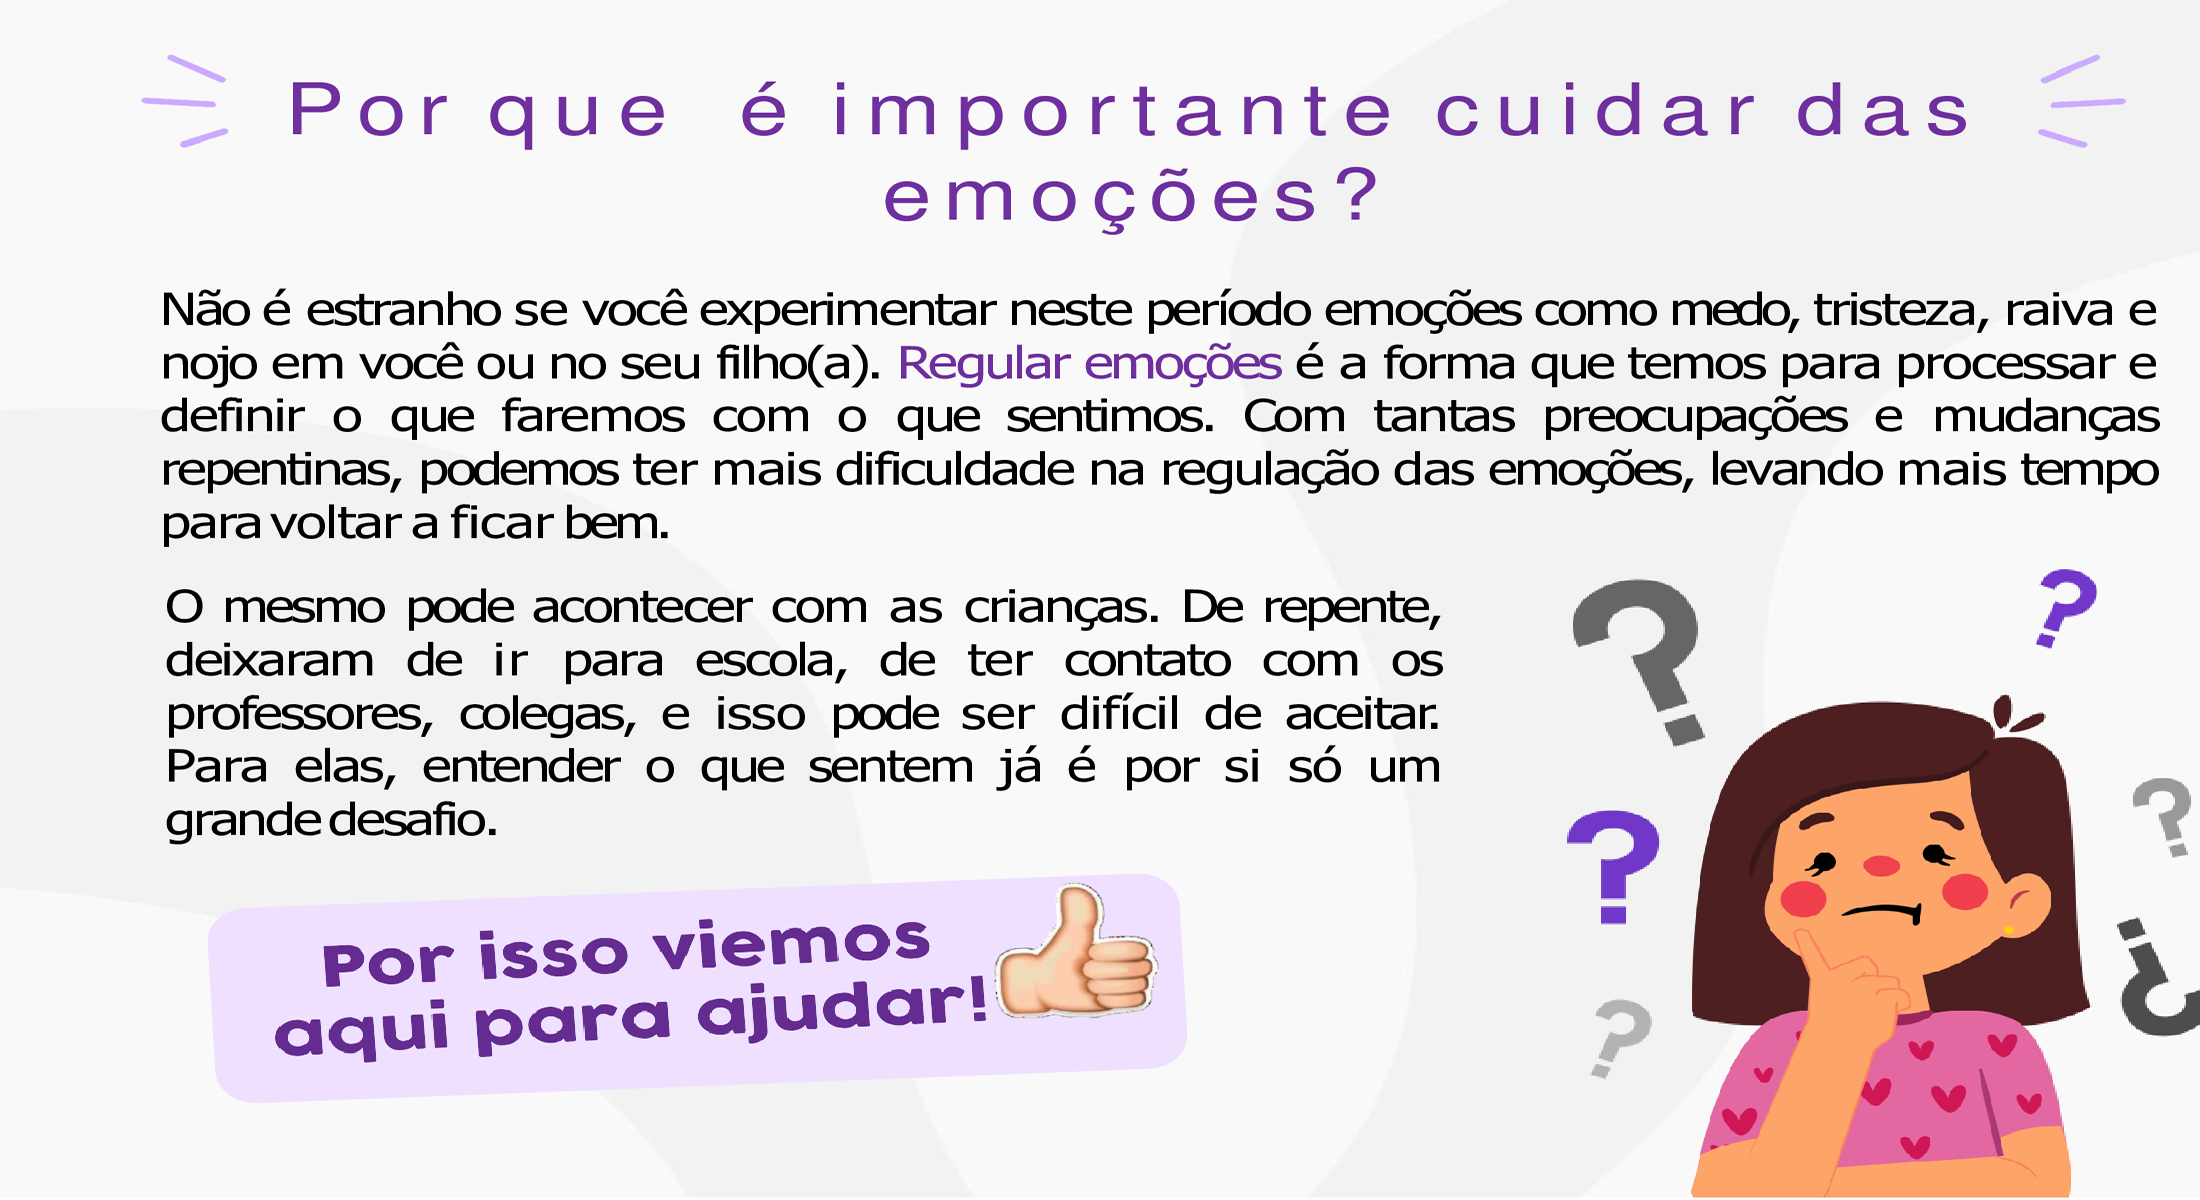 Por que é importante cuidar das
emoções?
Não é estranho se você experimentar neste período emoções como medo, tristeza, raiva e
nojo em você ou no seu filho(a). Regular emoções é a forma que temos para processar e
definir o que faremos com o que sentimos. Com tantas preocupações e mudanças
repentinas, podemos ter mais dificuldade na regulação das emoções, levando mais tempo
para voltar a ficar bem.
O mesmo pode acontecer com as crianças. De repente,
deixaram de ir para escola, de ter contato com os
professores, colegas, e isso pode ser difícil de aceitar.
Para elas, entender o que sentem já é por si só um
grande desafio.
Por isso viemos
aqui para ajudar!